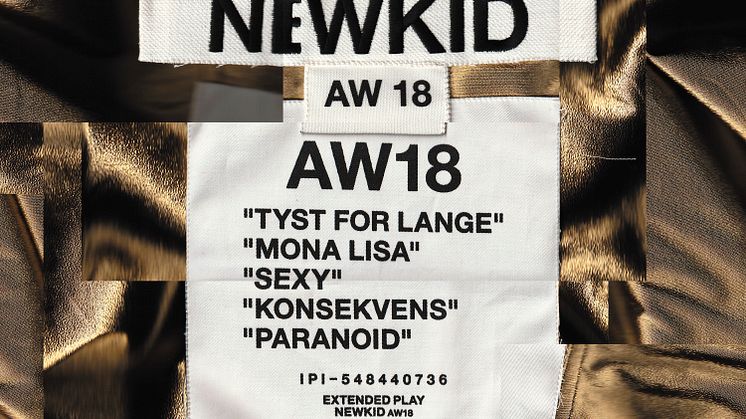 NEWKID
AW 18
AW18
"TYST FOR LANGE"
"MONA LISA"
"SEXY"
"KONSEKVENS"
"PARANOID"
IPI-548440736
EXTENDED PLAY
NEWKID AW18